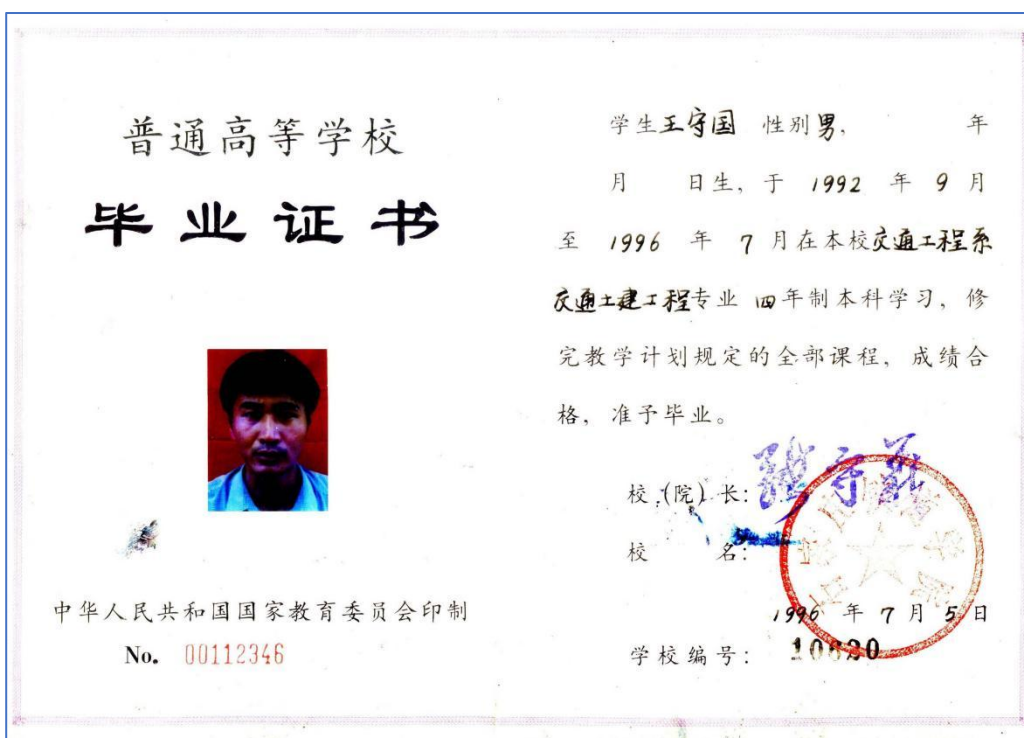 普通高等学校
毕业证书
中华人民共和国国家教育委员会印制
No. 00112346
学生王守国 性别男, 年
月 日生, 于 1992 年 9 月
至 1996 年 7 月在本校交通工程系
交通土建工程专业 四年制本科学习, 修
完教学计划规定的全部课程, 成绩合
格, 准予毕业。
校 (院) 长:
校 名:
1996 年 7 月 5 日
学校编号: